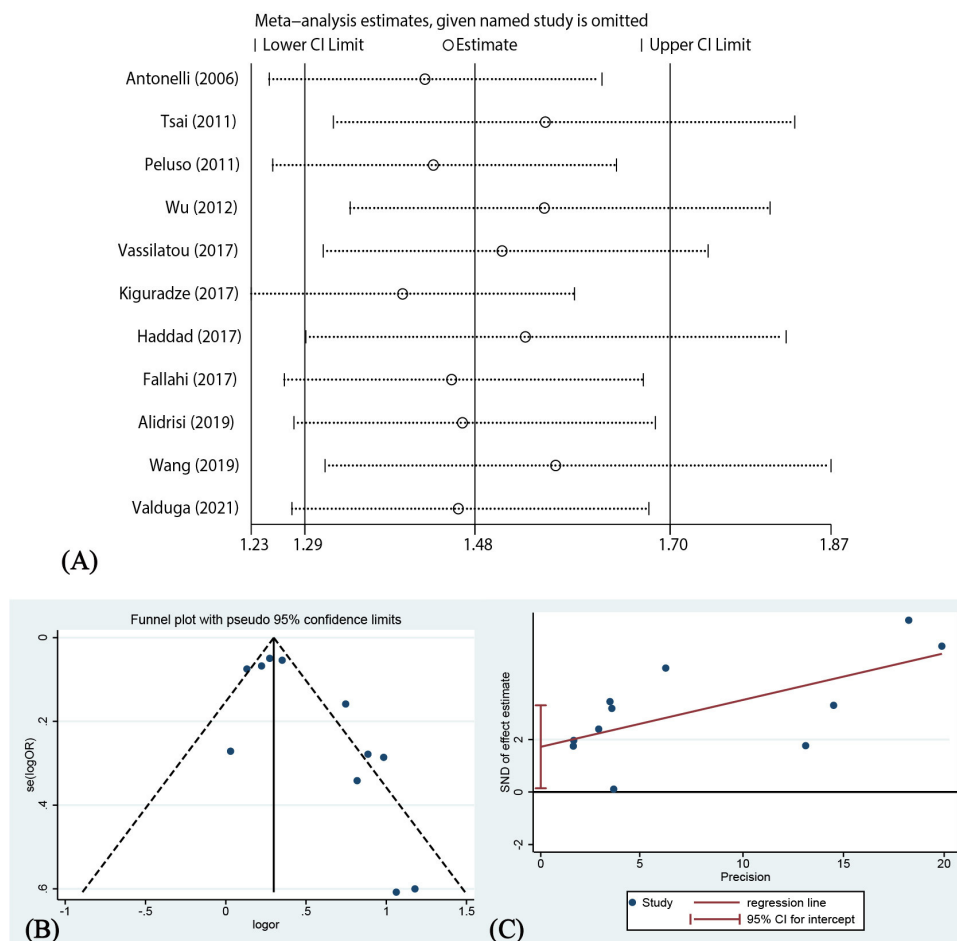 Meta−analysis estimates, given named study is omitted
| Lower CI Limit ○ Estimate | Upper CI Limit
Antonelli (2006)
Tsai (2011)
Peluso (2011)
Wu (2012)
Vassilatou (2017)
Kiguradze (2017)
Haddad (2017)
Fallahi (2017)
Alidrisi (2019)
Wang (2019)
Valduga (2021)
1.23 1.29 1.48 1.70 1.87
(A)
Funnel plot with pseudo 95% confidence limits
0
.2
.4
.6
se(logOR)
-1 -.5 0 .5 1 1.5
logor
(B)
SND of effect estimate
2
0
-2
0 5 10 15 20
Precision
Study regression line
95% CI for intercept
(C)